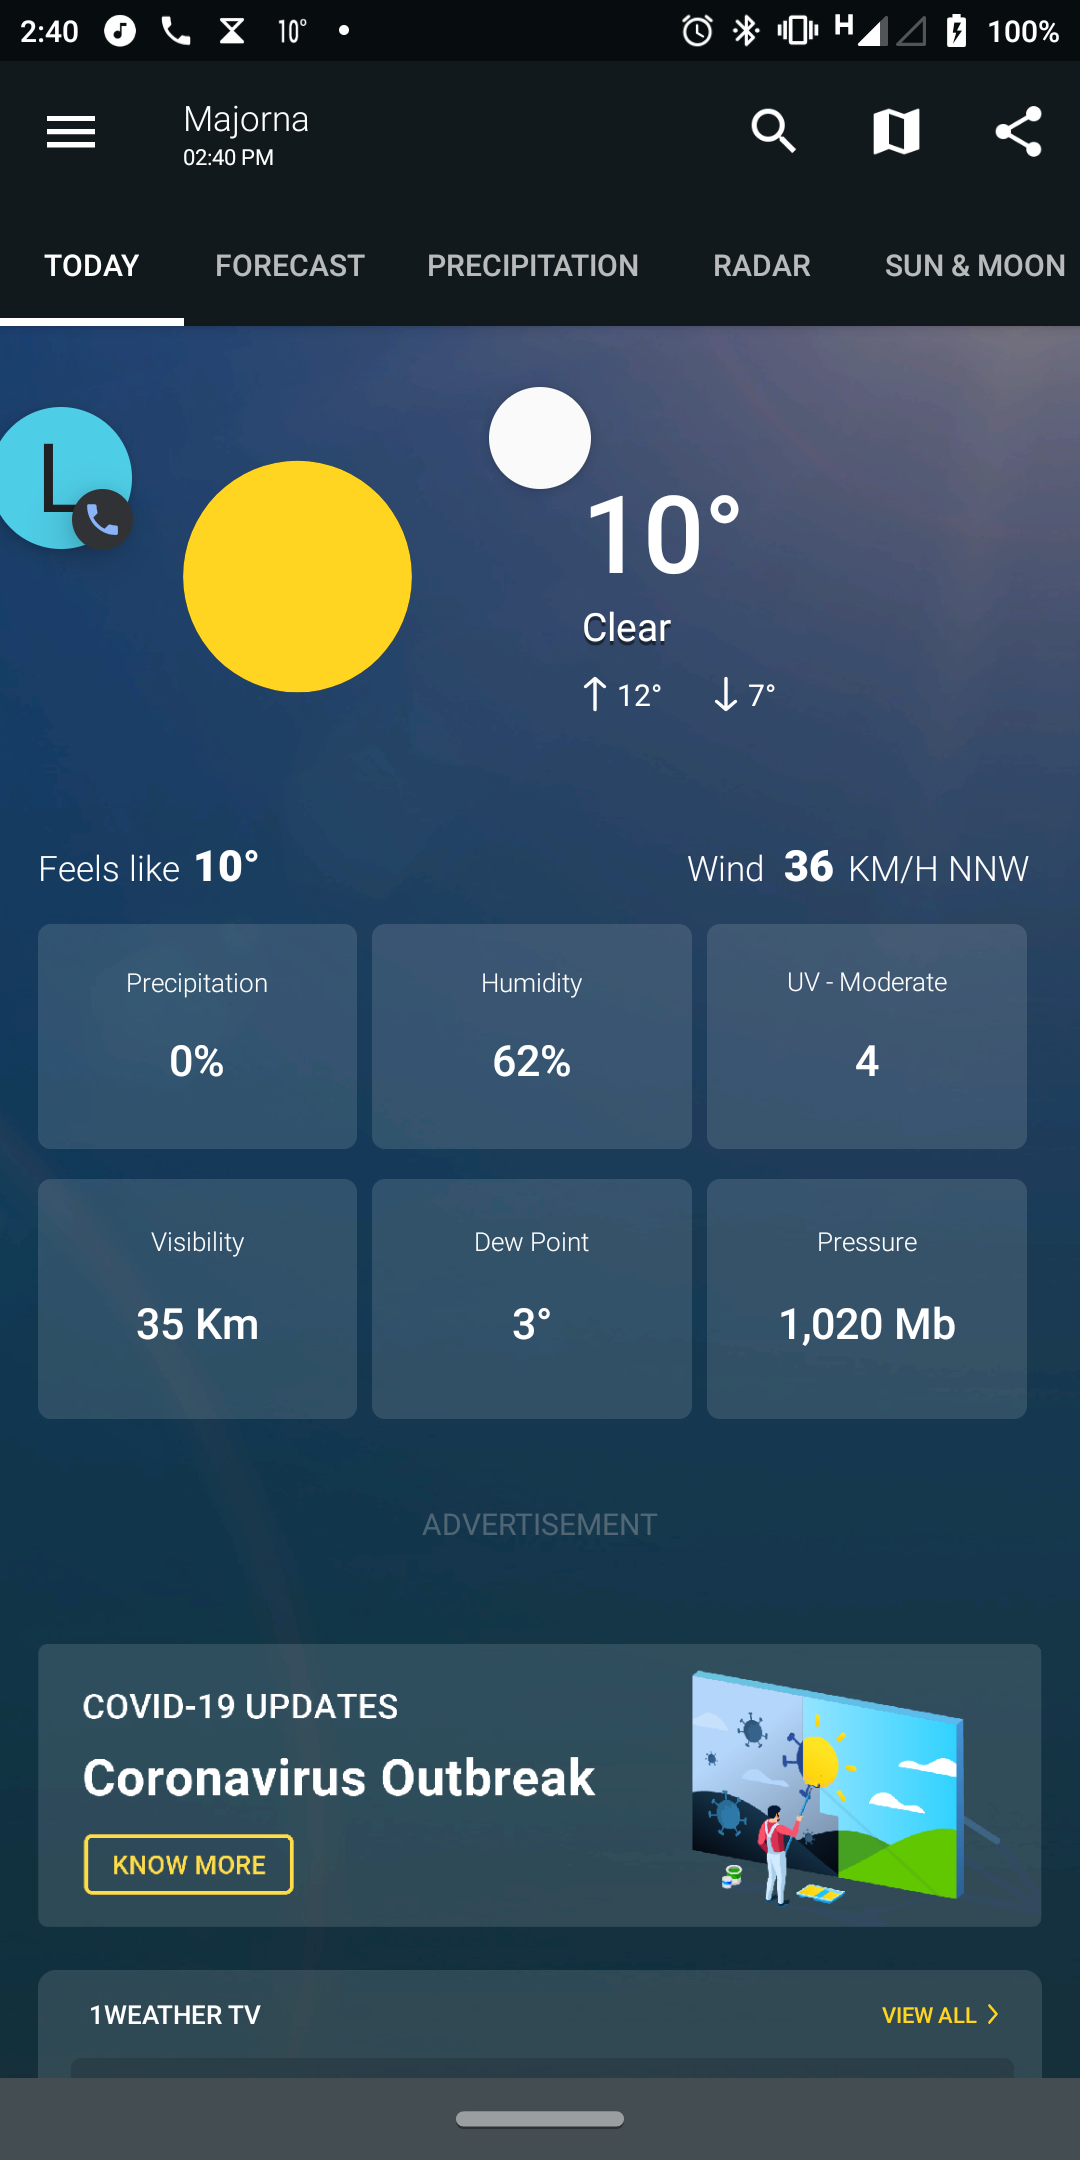 2:40 10° H 100%
Majorna
02:40 PM
TODAY FORECAST PRECIPITATION RADAR SUN & MOON
L
10°
Clear
↑ 12° ↓ 7°
Feels like 10° Wind 36 KM/H NNW
Precipitation Humidity UV - Moderate
0% 62% 4
Visibility Dew Point Pressure
35 Km 3° 1,020 Mb
ADVERTISEMENT
COVID-19 UPDATES
Coronavirus Outbreak
KNOW MORE
1WEATHER TV VIEW ALL >